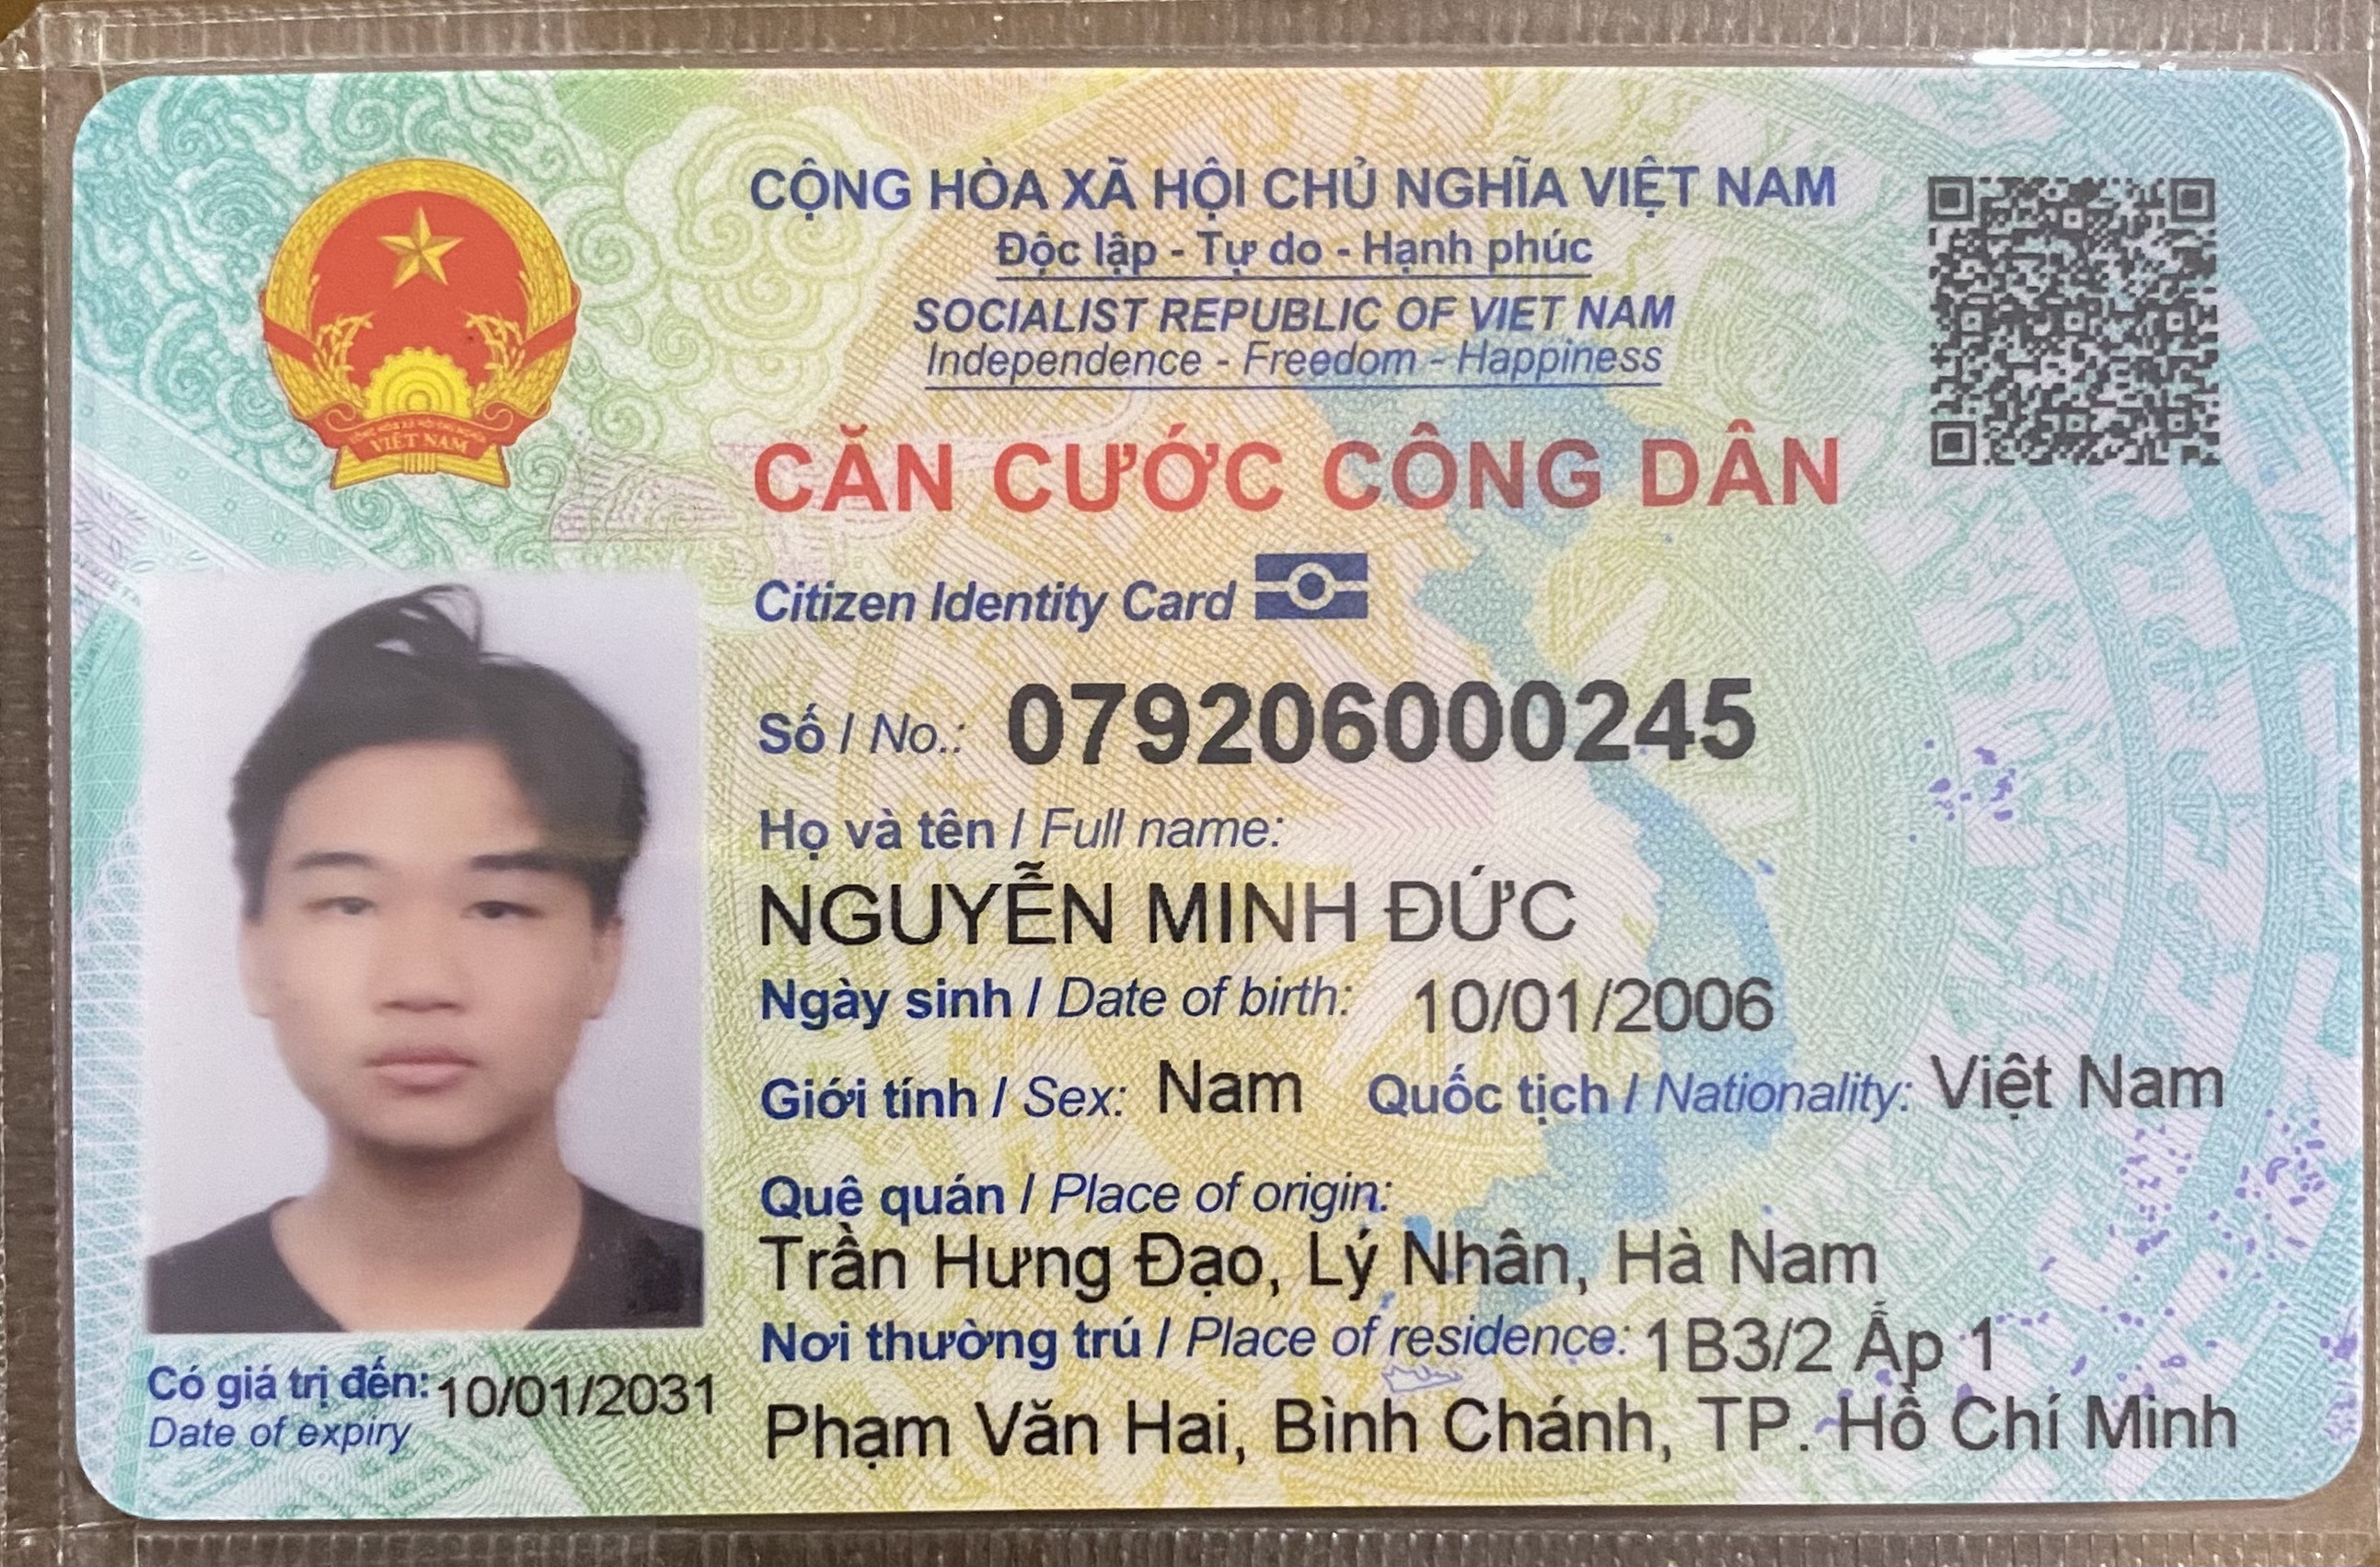 CỘNG HÒA XÃ HỘI CHỦ NGHĨA VIỆT NAM
Độc lập - Tự do - Hạnh phúc
SOCIALIST REPUBLIC OF VIET NAM
Independence - Freedom - Happiness
CĂN CƯỚC CÔNG DÂN
Citizen Identity Card
Số / No.: 079206000245
Họ và tên / Full name:
NGUYỄN MINH ĐỨC
Ngày sinh / Date of birth: 10/01/2006
Giới tính / Sex: Nam Quốc tịch / Nationality: Việt Nam
Quê quán / Place of origin:
Trần Hưng Đạo, Lý Nhân, Hà Nam
Nơi thường trú / Place of residence: 1B3/2 Ấp 1
Phạm Văn Hai, Bình Chánh, TP. Hồ Chí Minh
Có giá trị đến: 10/01/2031
Date of expiry
VIỆT NAM